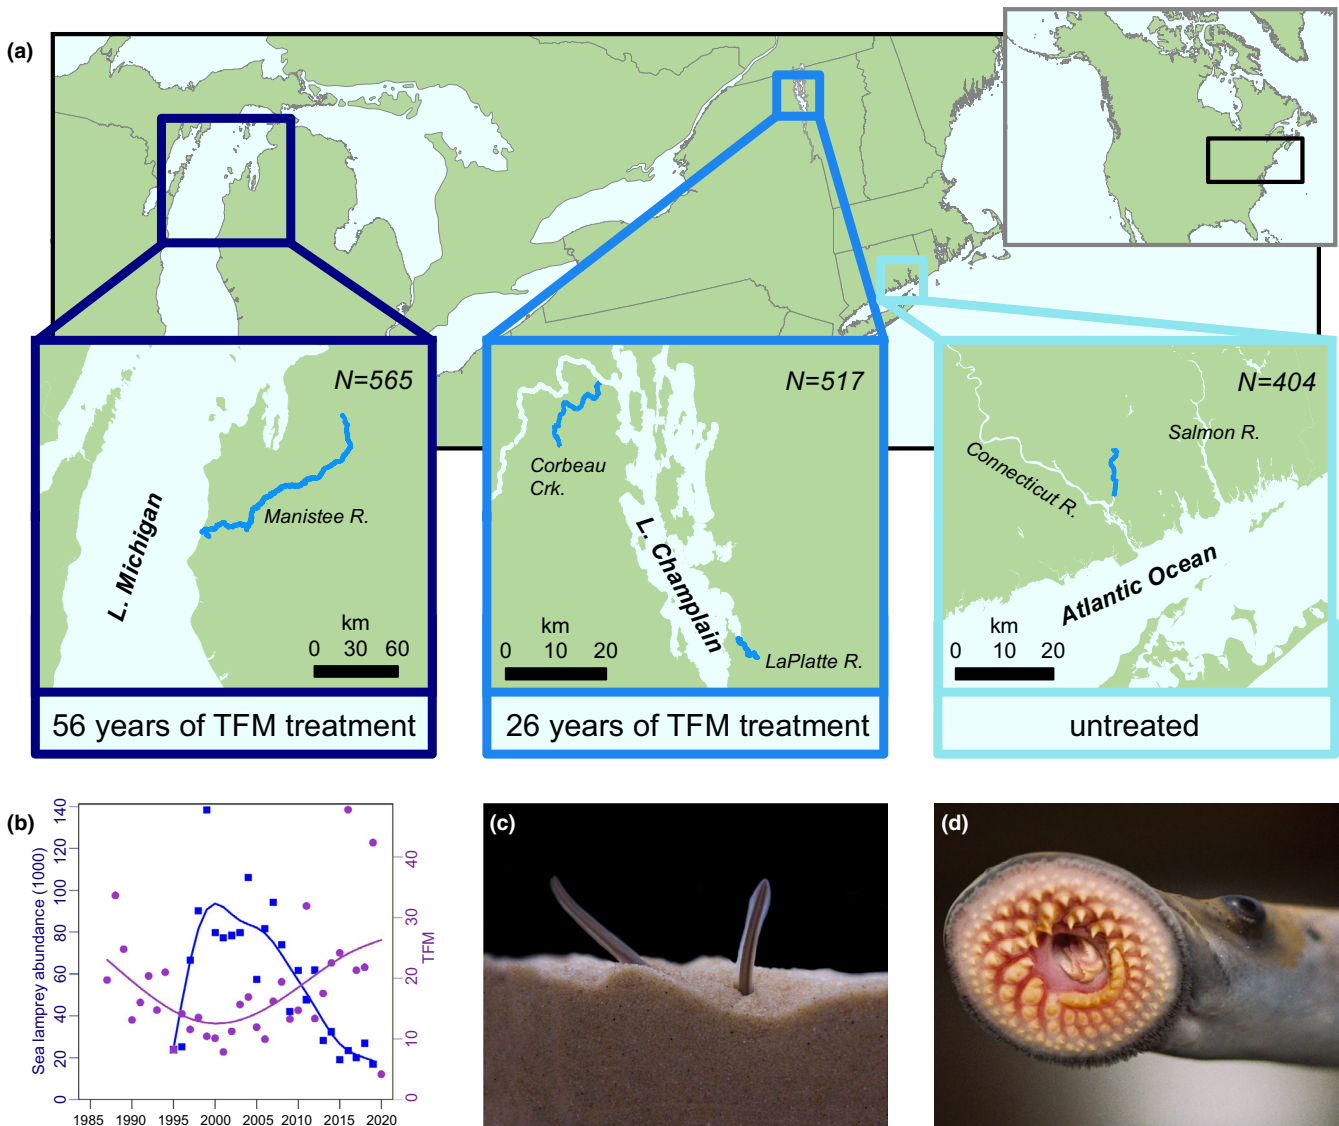 (a)
N=565
Manistee R.
L. Michigan
km
0 30 60
56 years of TFM treatment
N=517
Corbeau
Crk.
L. Champlain
km
0 10 20
LaPlatte R.
26 years of TFM treatment
N=404
Salmon R.
Connecticut R.
Atlantic Ocean
km
0 10 20
untreated
(b)
Sea lamprey abundance (1000)
140
120
100
80
60
40
20
0
40
30
20
10
0
TFM
1985 1990 1995 2000 2005 2010 2015 2020
(c)
(d)